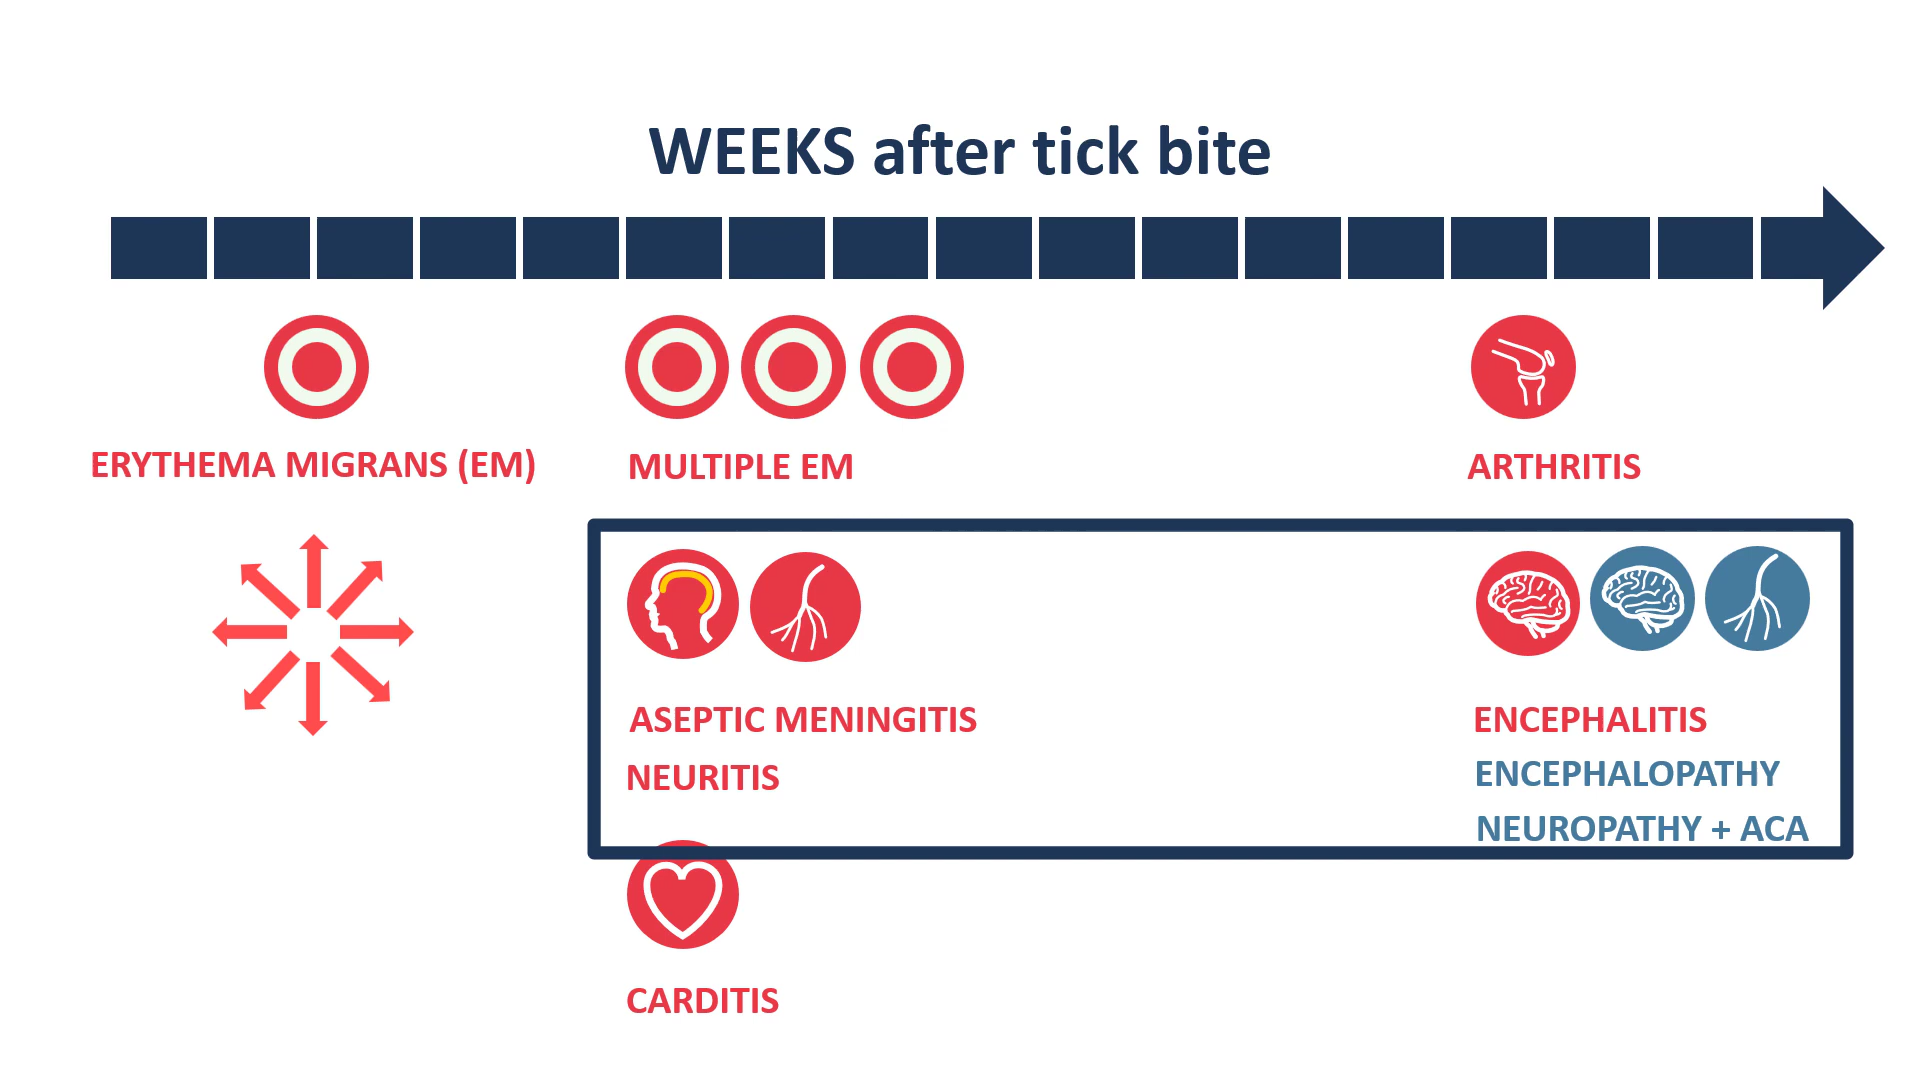 WEEKS after tick bite
ERYTHEMA MIGRANS (EM)
MULTIPLE EM
ARTHRITIS
ASEPTIC MENINGITIS
NEURITIS
ENCEPHALITIS
ENCEPHALOPATHY
NEUROPATHY + ACA
CARDITIS